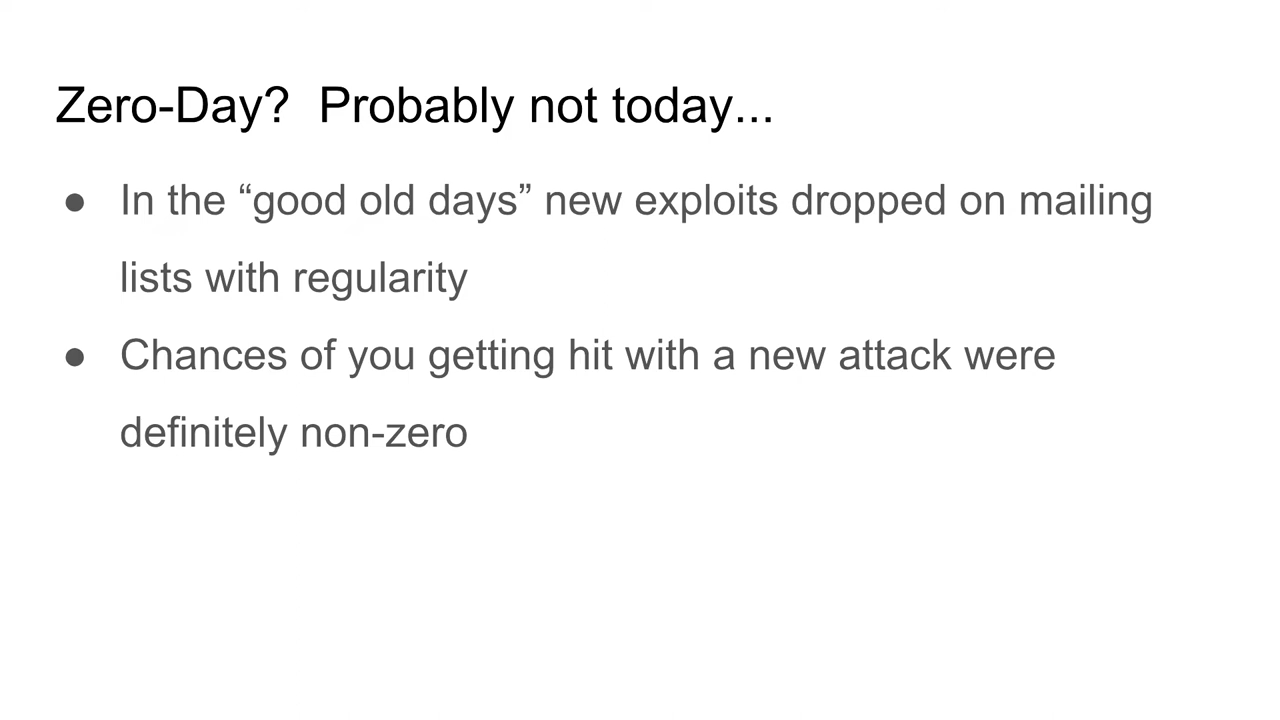 Zero-Day?  Probably not today...
● In the “good old days” new exploits dropped on mailing
lists with regularity
● Chances of you getting hit with a new attack were
definitely non-zero